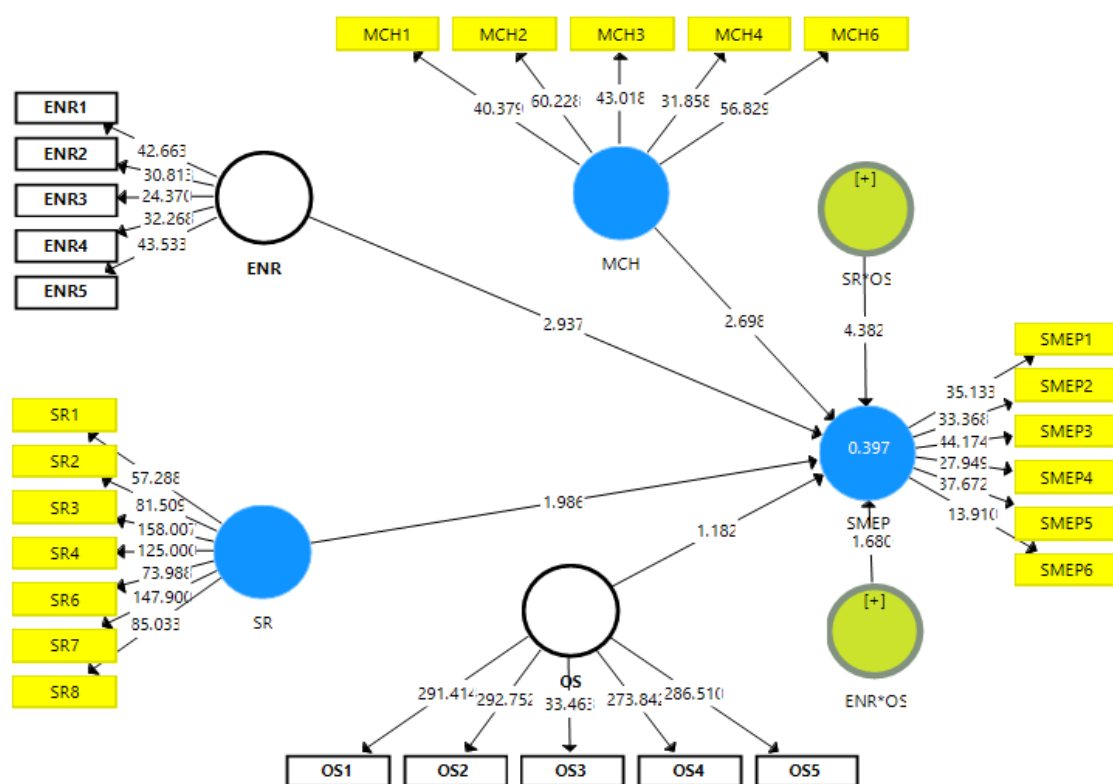 MCH1
MCH2
MCH3
MCH4
MCH6
40.379
60.228
43.018
31.858
56.829
MCH
ENR1
ENR2
ENR3
ENR4
ENR5
42.663
30.813
24.370
32.268
43.533
ENR
[+]
SR*OS
2.937
2.698
4.382
SR1
SR2
SR3
SR4
SR6
SR7
SR8
57.288
81.509
158.007
125.000
73.988
147.900
85.033
SR
1.986
1.182
0.397
SMEP
1.680
35.133
33.368
44.174
27.949
37.672
13.910
SMEP1
SMEP2
SMEP3
SMEP4
SMEP5
SMEP6
[+]
ENR*OS
OS
291.414
292.752
33.463
273.842
286.510
OS1
OS2
OS3
OS4
OS5